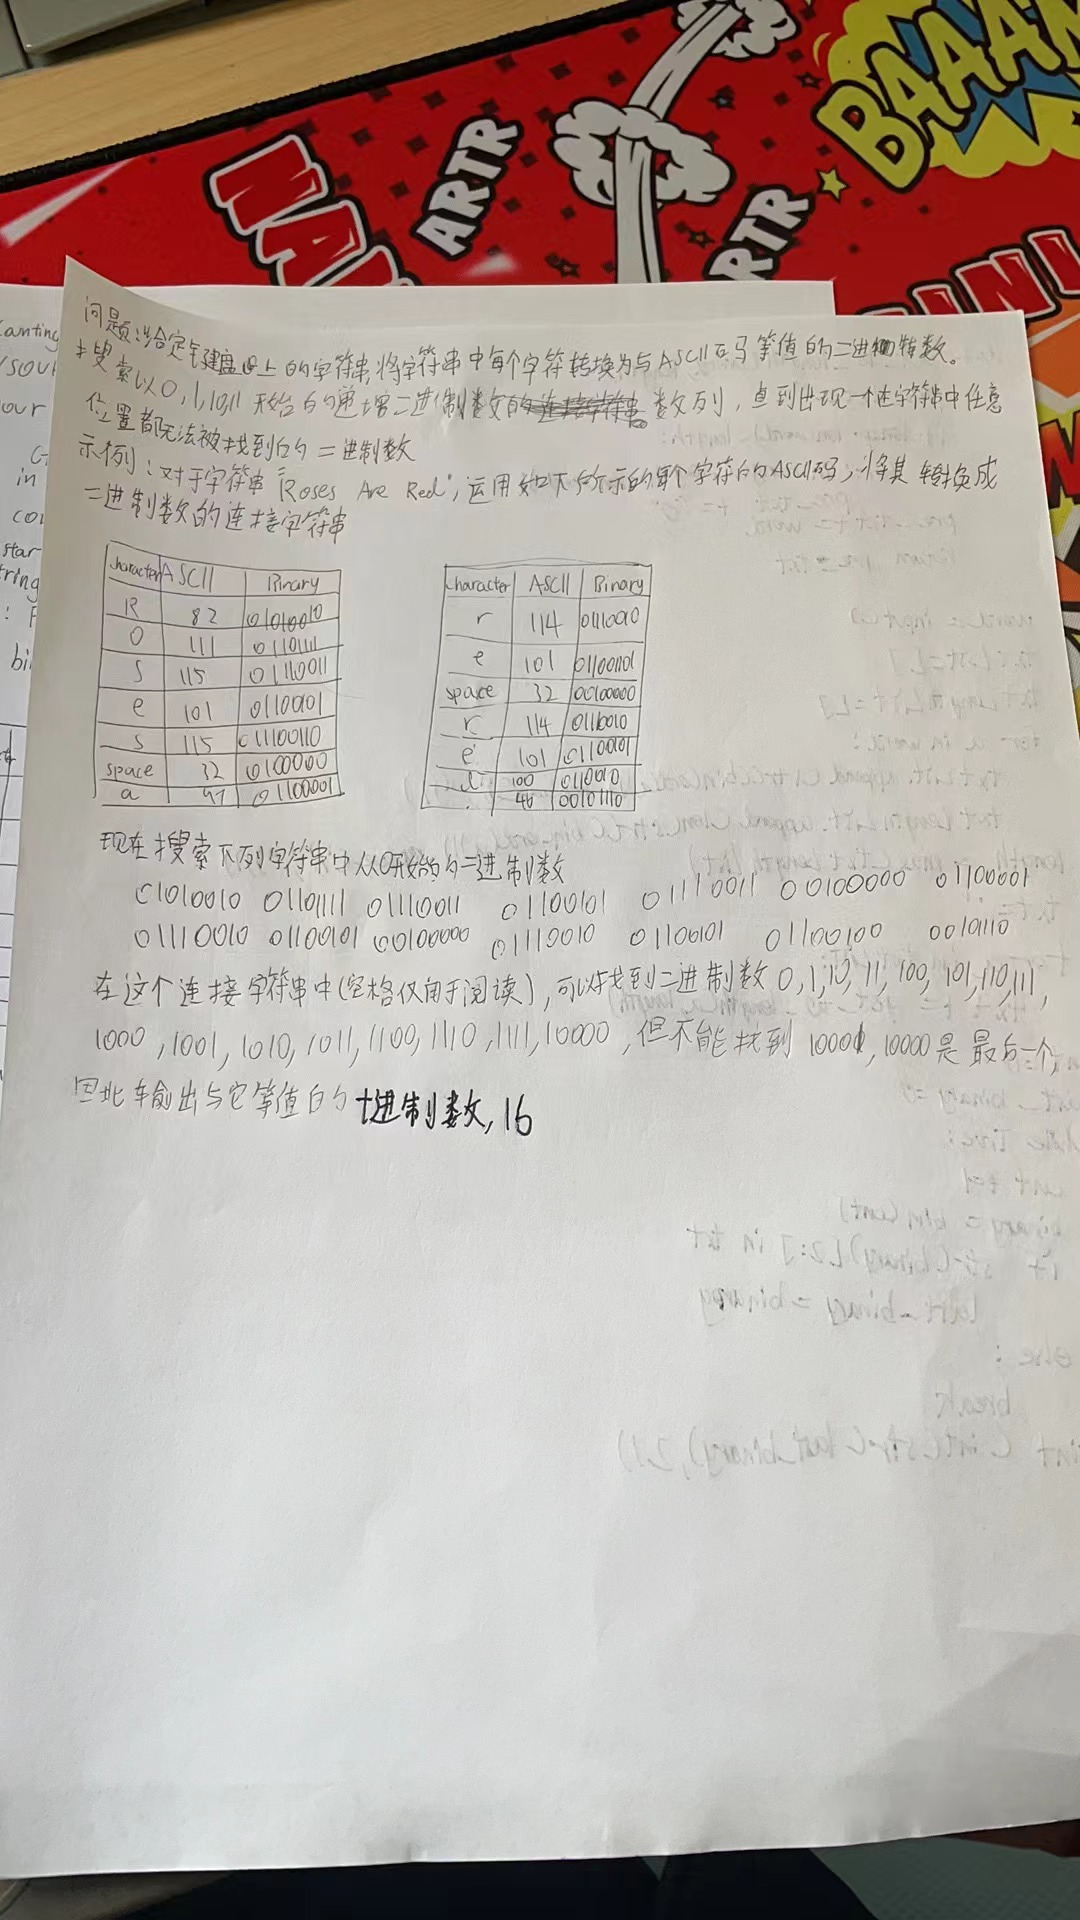 BAAAM
ARTR
ARTR
问题:给定键盘上的字符串,将字符串中每个字符转换为与ASCII码等值的二进制数。
搜索以0,1,10,11开始的递增二进制数的数列,直到出现一个在字符串中任意
位置都无法被找到的二进制数
示例:对于字符串"Roses Are Red",运用如下所示的每个字符的ASCII码,将其转换成
二进制数的连接字符串
character ASCII Binary
R 82 01010010
O 111 01101111
S 115 01110011
e 101 01100101
S 115 01100110
space 32 00100000
a 97 01100001
character ASCII Binary
r 114 01110010
e 101 01100101
space 32 00100000
r 114 01110010
e 101 01100101
d 100 0110010
. 46 00101110
现在搜索下列字符串中从0开始的二进制数
01010010 01101111 01110011 01100101 01110011 00100000 01100001
01110010 01100101 00100000 01110010 01100101 01100100 0010110
在这个连接字符串中(空格仅用于阅读),可以找到二进制数0,1,10,11,100,101,110,111,
1000,1001,1010,1011,1100,1110,1111,10000,但不能找到10001,10000是最后一个,
因此输出与它等值的十进制数,16